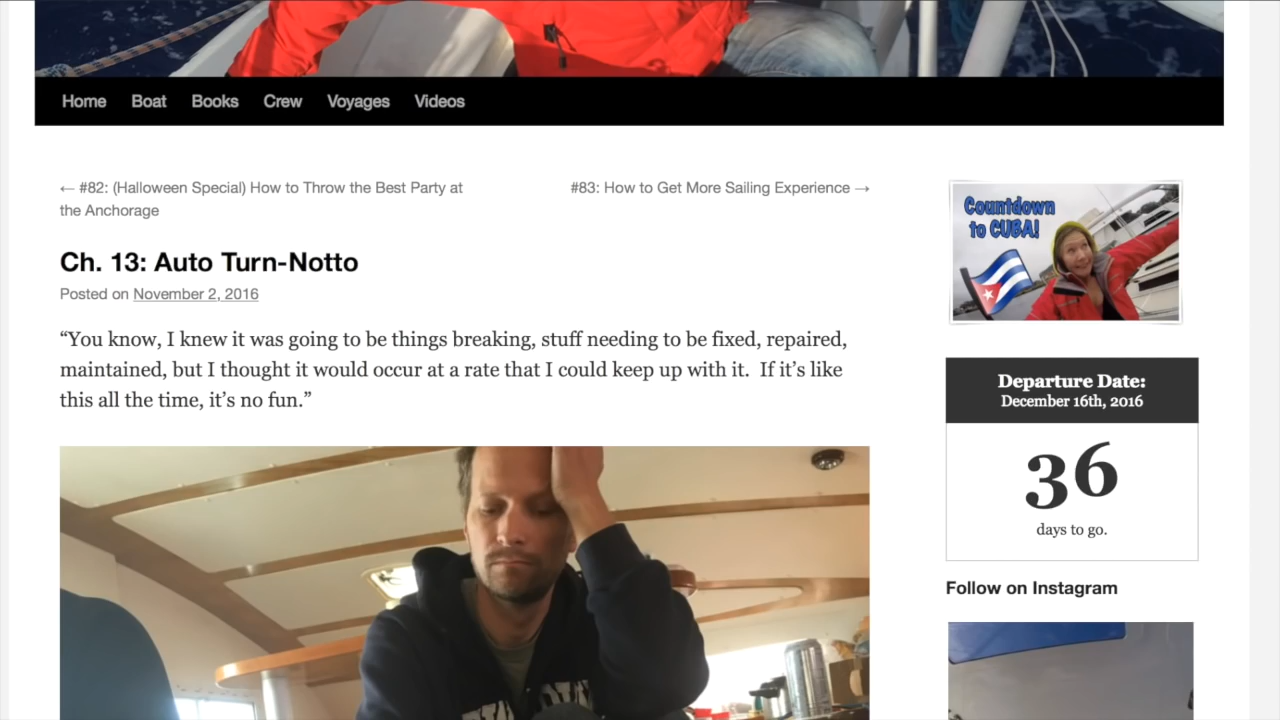 Home Boat Books Crew Voyages Videos
← #82: (Halloween Special) How to Throw the Best Party at
the Anchorage
#83: How to Get More Sailing Experience →
Ch. 13: Auto Turn-Notto
Posted on November 2, 2016
“You know, I knew it was going to be things breaking, stuff needing to be fixed, repaired,
maintained, but I thought it would occur at a rate that I could keep up with it.  If it’s like
this all the time, it’s no fun.”
Countdown
to CUBA!
Departure Date:
December 16th, 2016
36
days to go.
Follow on Instagram